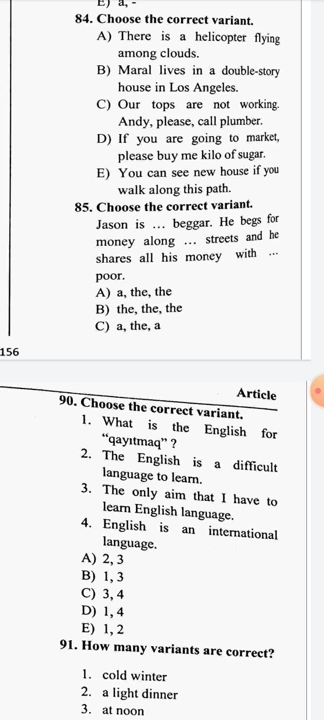 E) a, -
84. Choose the correct variant.
A) There is a helicopter flying
among clouds.
B) Maral lives in a double-story
house in Los Angeles.
C) Our tops are not working.
Andy, please, call plumber.
D) If you are going to market,
please buy me kilo of sugar.
E) You can see new house if you
walk along this path.
85. Choose the correct variant.
Jason is ... beggar. He begs for
money along ... streets and he
shares all his money with ...
poor.
A) a, the, the
B) the, the, the
C) a, the, a
156
Article
90. Choose the correct variant.
1. What is the English for
“qayıtmaq” ?
2. The English is a difficult
language to learn.
3. The only aim that I have to
learn English language.
4. English is an international
language.
A) 2, 3
B) 1, 3
C) 3, 4
D) 1, 4
E) 1, 2
91. How many variants are correct?
1. cold winter
2. a light dinner
3. at noon